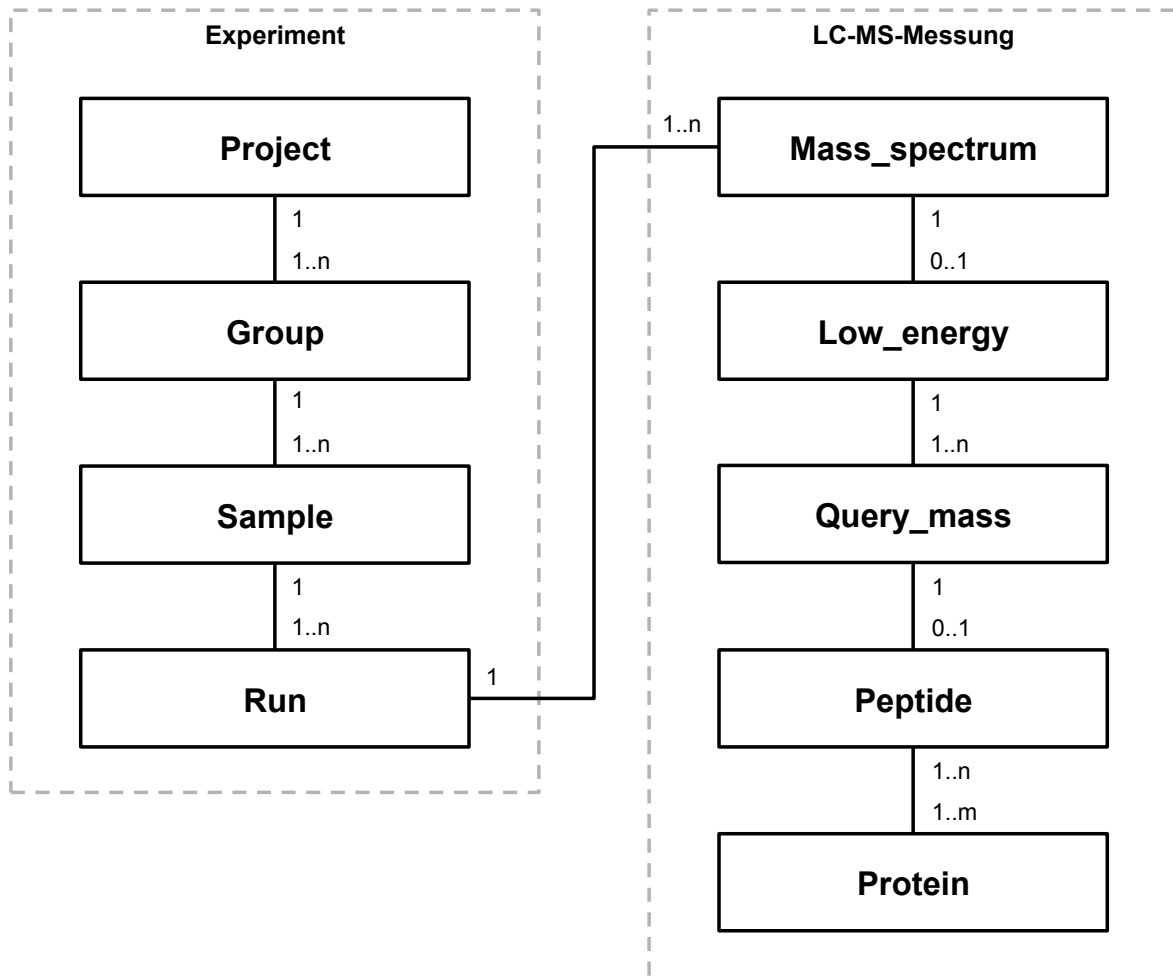 Experiment
Project
1
1..n
Group
1
1..n
Sample
1
1..n
Run
1
LC-MS-Messung
1..n
Mass_spectrum
1
0..1
Low_energy
1
1..n
Query_mass
1
0..1
Peptide
1..n
1..m
Protein